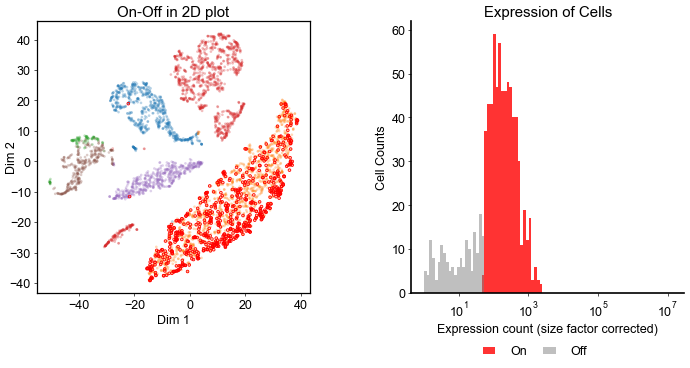 On-Off in 2D plot
40
30
20
10
0
−10
−20
−30
−40
Dim 2
−40 −20 0 20 40
Dim 1
Expression of Cells
60
50
40
30
20
10
0
Cell Counts
10¹ 10³ 10⁵ 10⁷
Expression count (size factor corrected)
On Off